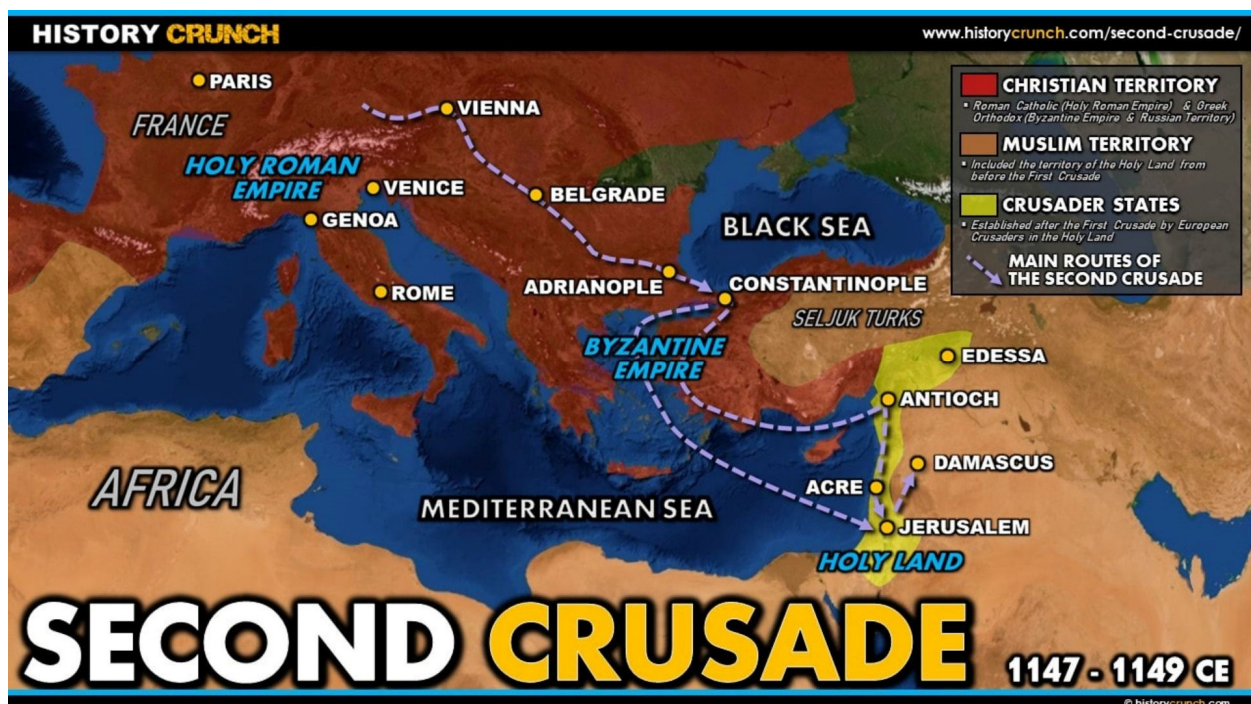 HISTORY CRUNCH
www.historycrunch.com/second-crusade/
CHRISTIAN TERRITORY
▪ Roman Catholic (Holy Roman Empire) & Greek
Orthodox (Byzantine Empire & Russian Territory)
MUSLIM TERRITORY
▪ Included the territory of the Holy Land from
before the First Crusade
CRUSADER STATES
▪ Established after the First Crusade by European
Crusaders in the Holy Land
MAIN ROUTES OF
THE SECOND CRUSADE
PARIS
FRANCE
VIENNA
HOLY ROMAN
EMPIRE
VENICE
BELGRADE
GENOA
BLACK SEA
ROME
ADRIANOPLE
CONSTANTINOPLE
SELJUK TURKS
BYZANTINE
EMPIRE
EDESSA
ANTIOCH
DAMASCUS
ACRE
AFRICA
MEDITERRANEAN SEA
JERUSALEM
HOLY LAND
SECOND CRUSADE
1147 - 1149 CE
© historycrunch.com